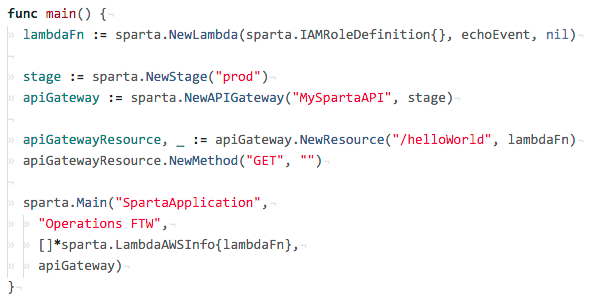 func main() {
lambdaFn := sparta.NewLambda(sparta.IAMRoleDefinition{}, echoEvent, nil)
stage := sparta.NewStage("prod")
apiGateway := sparta.NewAPIGateway("MySpartaAPI", stage)
apiGatewayResource, _ := apiGateway.NewResource("/helloWorld", lambdaFn)
apiGatewayResource.NewMethod("GET", "")
sparta.Main("SpartaApplication",
"Operations FTW",
[]*sparta.LambdaAWSInfo{lambdaFn},
apiGateway)
}